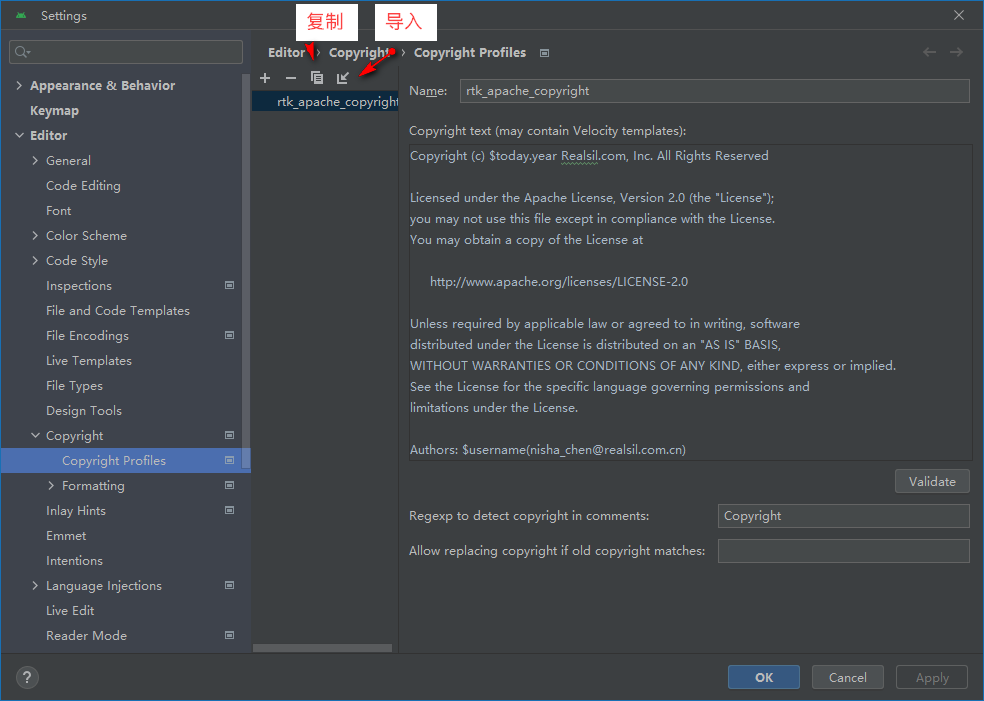 Settings
复制
导入
Editor › Copyright › Copyright Profiles
Appearance & Behavior
Keymap
Editor
General
Code Editing
Font
Color Scheme
Code Style
Inspections
File and Code Templates
File Encodings
Live Templates
File Types
Design Tools
Copyright
Copyright Profiles
Formatting
Inlay Hints
Emmet
Intentions
Language Injections
Live Edit
Reader Mode
rtk_apache_copyright
Name:
rtk_apache_copyright
Copyright text (may contain Velocity templates):
Copyright (c) $today.year Realsil.com, Inc. All Rights Reserved
Licensed under the Apache License, Version 2.0 (the "License");
you may not use this file except in compliance with the License.
You may obtain a copy of the License at
http://www.apache.org/licenses/LICENSE-2.0
Unless required by applicable law or agreed to in writing, software
distributed under the License is distributed on an "AS IS" BASIS,
WITHOUT WARRANTIES OR CONDITIONS OF ANY KIND, either express or implied.
See the License for the specific language governing permissions and
limitations under the License.
Authors: $username(nisha_chen@realsil.com.cn)
Validate
Regexp to detect copyright in comments:
Copyright
Allow replacing copyright if old copyright matches:
?
OK
Cancel
Apply